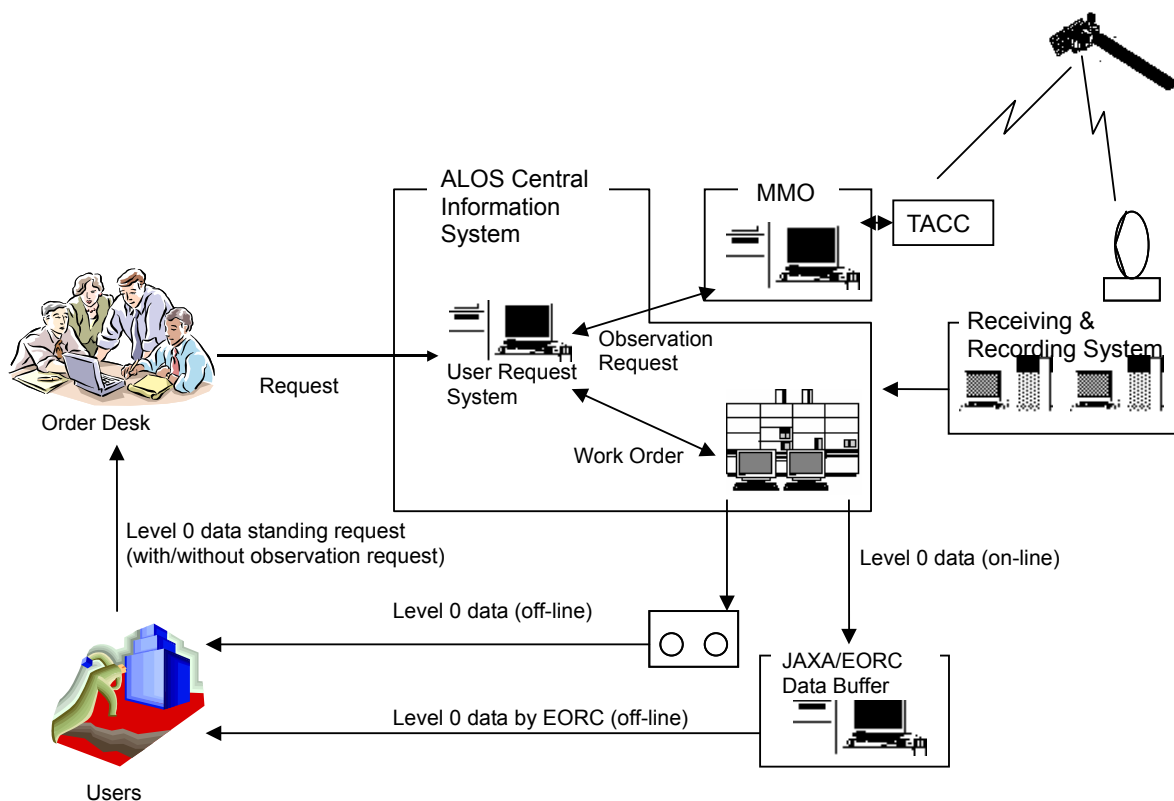 ALOS Central
Information
System
MMO
TACC
Receiving &
Recording System
Observation
Request
User Request
System
Request
Order Desk
Work Order
Level 0 data standing request
(with/without observation request)
Level 0 data (on-line)
Level 0 data (off-line)
JAXA/EORC
Data Buffer
Level 0 data by EORC (off-line)
Users